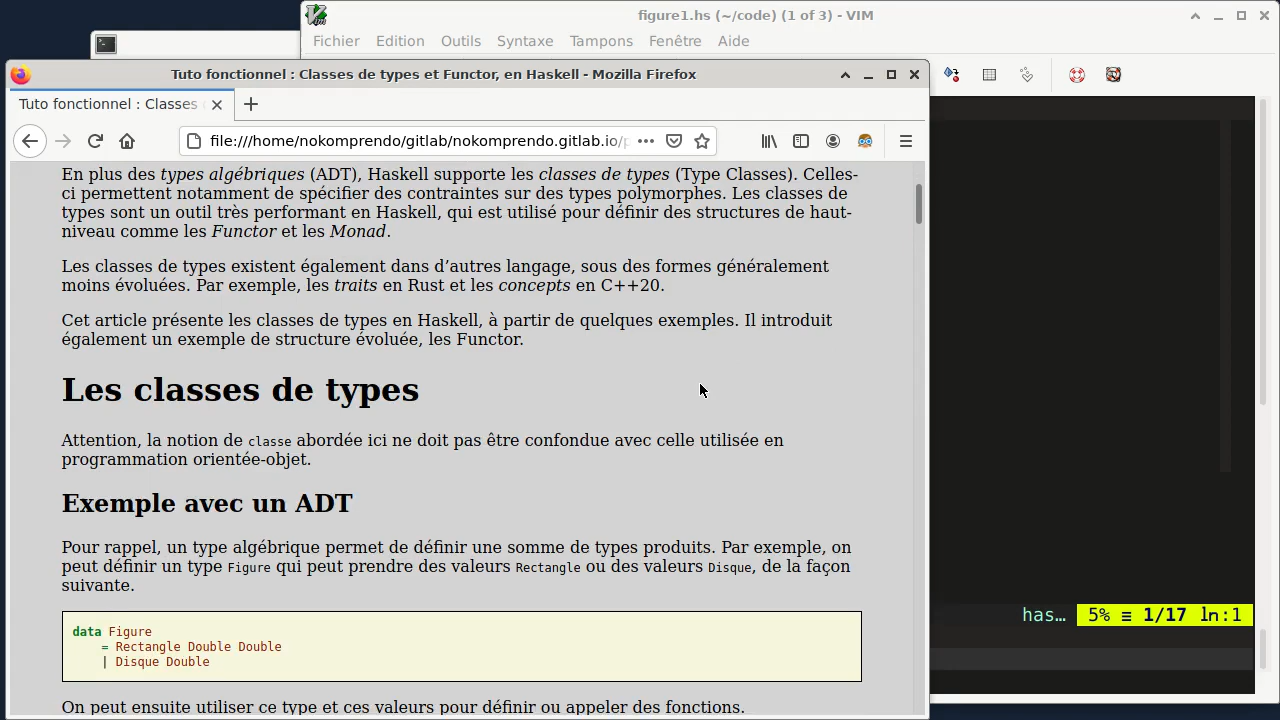 figure1.hs (~/code) (1 of 3) - VIM
Fichier Edition Outils Syntaxe Tampons Fenêtre Aide
Tuto fonctionnel : Classes de types et Functor, en Haskell - Mozilla Firefox
Tuto fonctionnel : Classes
file:///home/nokomprendo/gitlab/nokomprendo.gitlab.io/p
En plus des types algébriques (ADT), Haskell supporte les classes de types (Type Classes). Celles-
ci permettent notamment de spécifier des contraintes sur des types polymorphes. Les classes de
types sont un outil très performant en Haskell, qui est utilisé pour définir des structures de haut-
niveau comme les Functor et les Monad.
Les classes de types existent également dans d’autres langage, sous des formes généralement
moins évoluées. Par exemple, les traits en Rust et les concepts en C++20.
Cet article présente les classes de types en Haskell, à partir de quelques exemples. Il introduit
également un exemple de structure évoluée, les Functor.
Les classes de types
Attention, la notion de classe abordée ici ne doit pas être confondue avec celle utilisée en
programmation orientée-objet.
Exemple avec un ADT
Pour rappel, un type algébrique permet de définir une somme de types produits. Par exemple, on
peut définir un type Figure qui peut prendre des valeurs Rectangle ou des valeurs Disque, de la façon
suivante.
data Figure
= Rectangle Double Double
| Disque Double
On peut ensuite utiliser ce type et ces valeurs pour définir ou appeler des fonctions.
has… 5% ≡ 1/17 ln:1